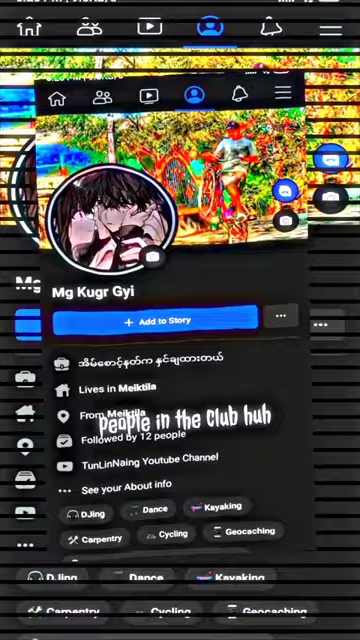 Mg Kugr Gyi
+ Add to Story
အိမ်စောင့်နတ်က နှင်ချထားတယ်
Lives in Meiktila
From Meiktila
People in the Club huh
Followed by 12 people
TunLinNaing Youtube Channel
See your About info
DJing
Dance
Kayaking
Carpentry
Cycling
Geocaching
DJing
Dance
Kayaking
Carpentry
Cycling
Geocaching